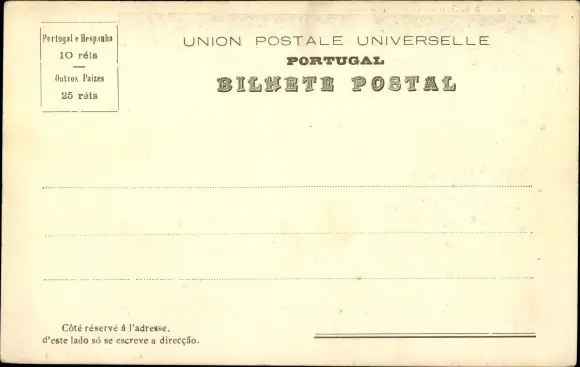 Portugal e Hespanha
10 réis
Outros Paizes
25 réis
UNION POSTALE UNIVERSELLE
PORTUGAL
BILHETE POSTAL
Côté réservé à l'adresse.
d'este lado só se escreve a direcção.